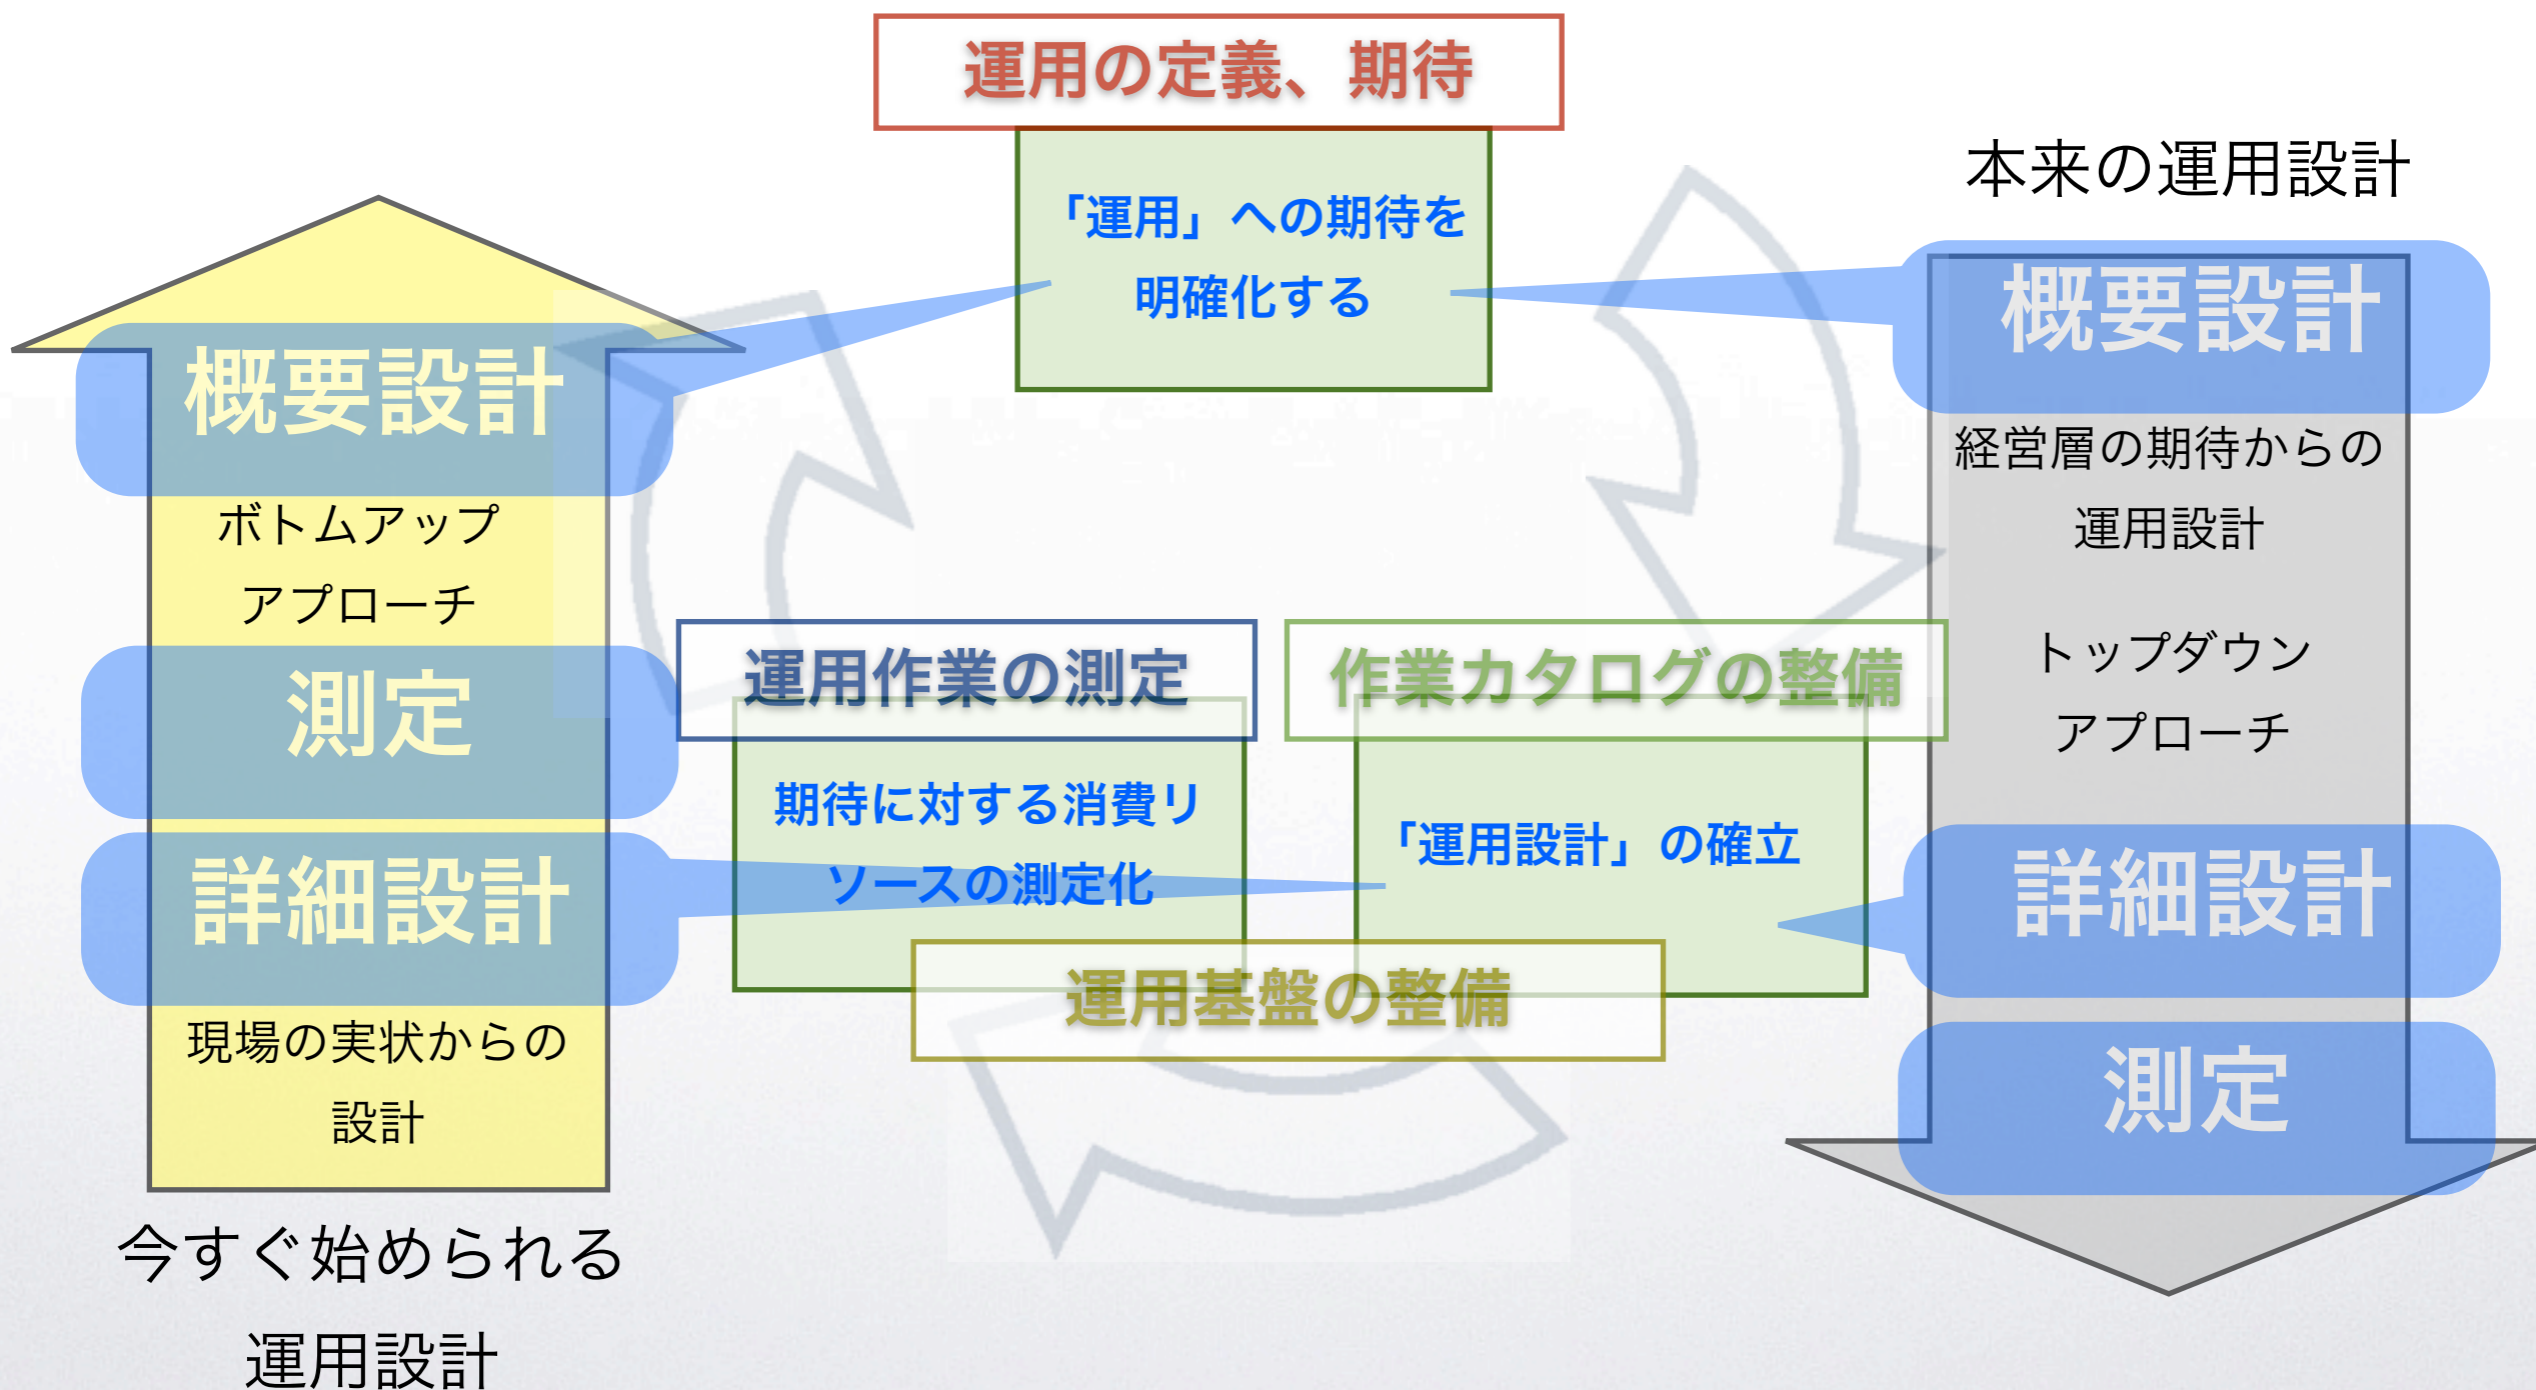 運用の定義、期待
「運用」への期待を
明確化する
概要設計
ボトムアップ
アプローチ
測定
詳細設計
現場の実状からの
設計
今すぐ始められる
運用設計
運用作業の測定
期待に対する消費リ
ソースの測定化
作業カタログの整備
「運用設計」の確立
運用基盤の整備
本来の運用設計
概要設計
経営層の期待からの
運用設計
トップダウン
アプローチ
詳細設計
測定